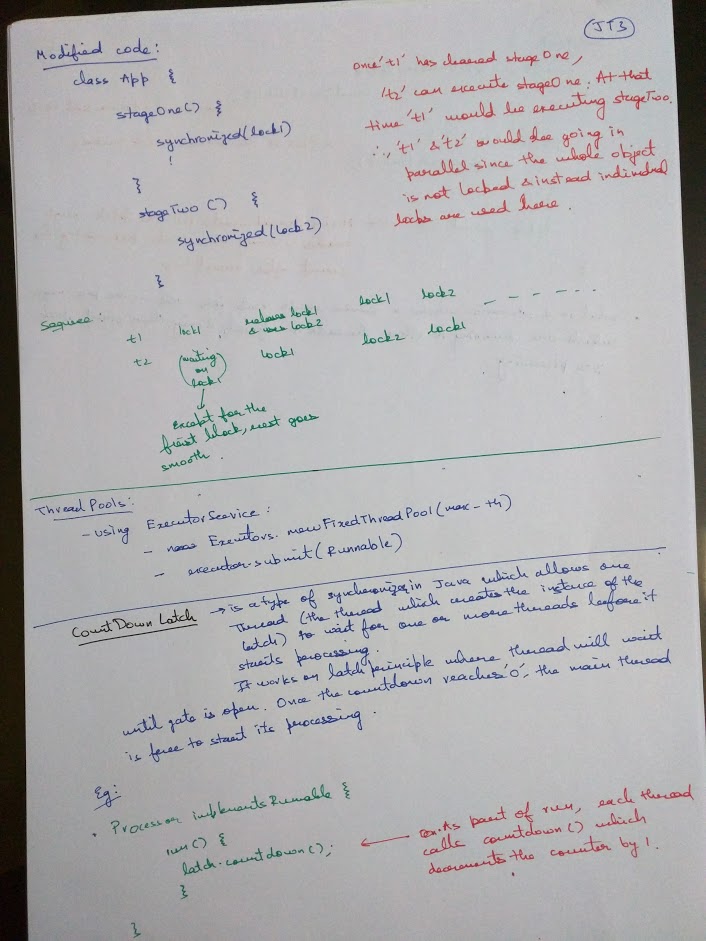 JT3
Modified code:
class App {
stageOne() {
synchronized(lock1)
!
}
stageTwo () {
synchronized(lock2)
}
once 't1' has cleared stageOne,
't2' can execute stageOne. At that
time 't1' would be executing stageTwo.
∴, 't1' & 't2' would be going in
parallel since the whole object
is not locked & instead individual
locks are used here.
t1 lock1 releases lock1 & uses lock2 lock1 lock2 — — — - - .
t2 (waiting on lock1) lock1 lock2 lock1
Except for the
first block, rest goes
smooth.
Thread Pools:
- using ExecutorService:
- Executors. newFixedThreadPool(max-th)
- executor.submit(Runnable)
CountDown Latch → is a type of synchronizer in Java which allows one
Thread (the thread which creates the instance of the
latch) to wait for one or more threads before it
starts processing.
It works on latch principle where thread will wait
until gate is open. Once the countdown reaches '0', the main thread
is free to start its processing.
Eg:
• Processor implements Runnable {
run() {
latch.countdown();
}
}
← As part of run, each thread
calls countdown() which
decrements the counter by 1.